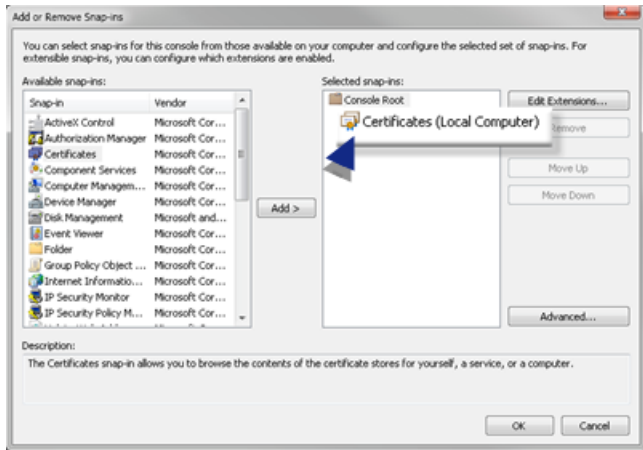 Add or Remove Snap-ins
You can select snap-ins for this console from those available on your computer and configure the selected set of snap-ins. For
extensible snap-ins, you can configure which extensions are enabled.
Available snap-ins:
Snap-in Vendor
ActiveX Control Microsoft Cor...
Authorization Manager Microsoft Cor...
Certificates Microsoft Cor...
Component Services Microsoft Cor...
Computer Managem... Microsoft Cor...
Device Manager Microsoft Cor...
Disk Management Microsoft and...
Event Viewer Microsoft Cor...
Folder Microsoft Cor...
Group Policy Object ... Microsoft Cor...
Internet Informatio... Microsoft Cor...
IP Security Monitor Microsoft Cor...
IP Security Policy M... Microsoft Cor...
Add >
Selected snap-ins:
Console Root
Certificates (Local Computer)
Edit Extensions...
Remove
Move Up
Move Down
Advanced...
Description:
The Certificates snap-in allows you to browse the contents of the certificate stores for yourself, a service, or a computer.
OK Cancel